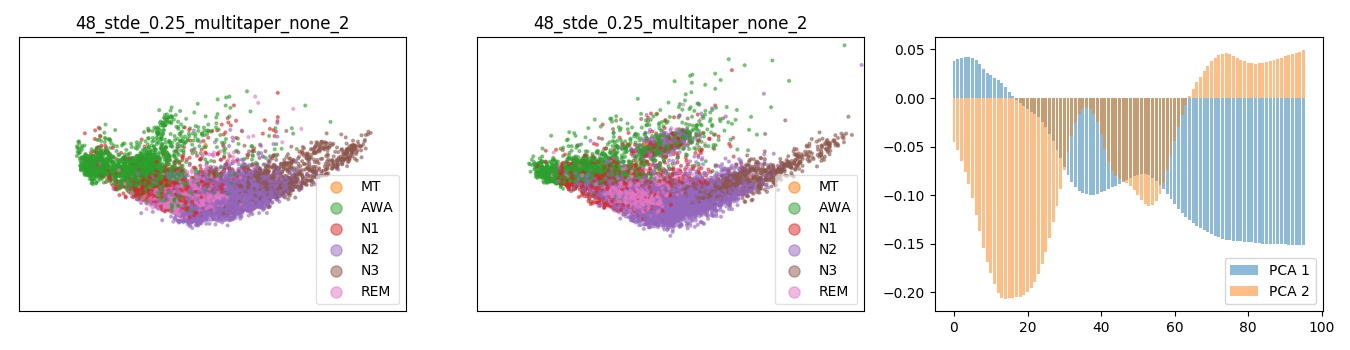 48_stde_0.25_multitaper_none_2
MT
AWA
N1
N2
N3
REM
48_stde_0.25_multitaper_none_2
MT
AWA
N1
N2
N3
REM
0.05
0.00
−0.05
−0.10
−0.15
−0.20
0 20 40 60 80 100
PCA 1
PCA 2